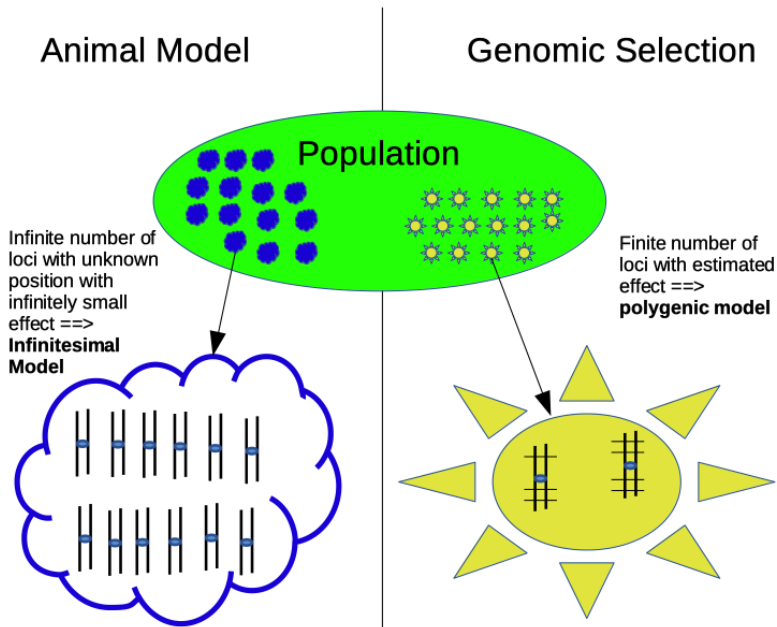 Animal Model
Genomic Selection
Population
Infinite number of
loci with unknown
position with
infinitely small
effect ==>
Infinitesimal
Model
Finite number of
loci with estimated
effect ==>
polygenic model